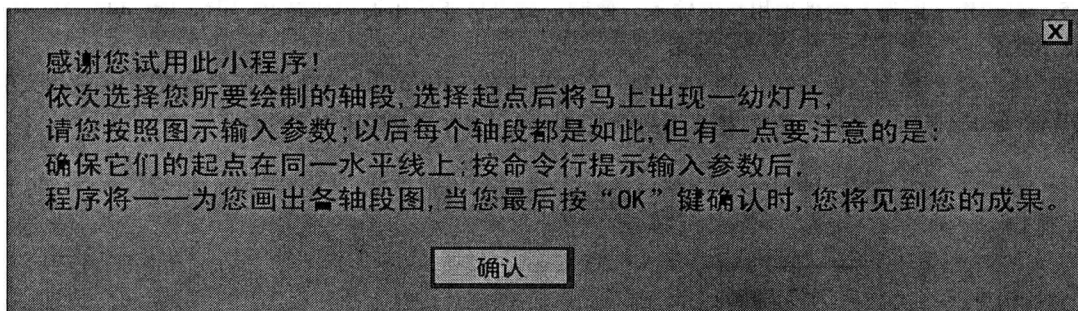 感谢您试用此小程序!
依次选择您所要绘制的轴段,选择起点后将马上出现一幼灯片,
请您按照图示输入参数;以后每个轴段都是如此,但有一点要注意的是:
确保它们的起点在同一水平线上;按命令行提示输入参数后,
程序将一一为您画出各轴段图,当您最后按“OK”键确认时,您将见到您的成果。
确认